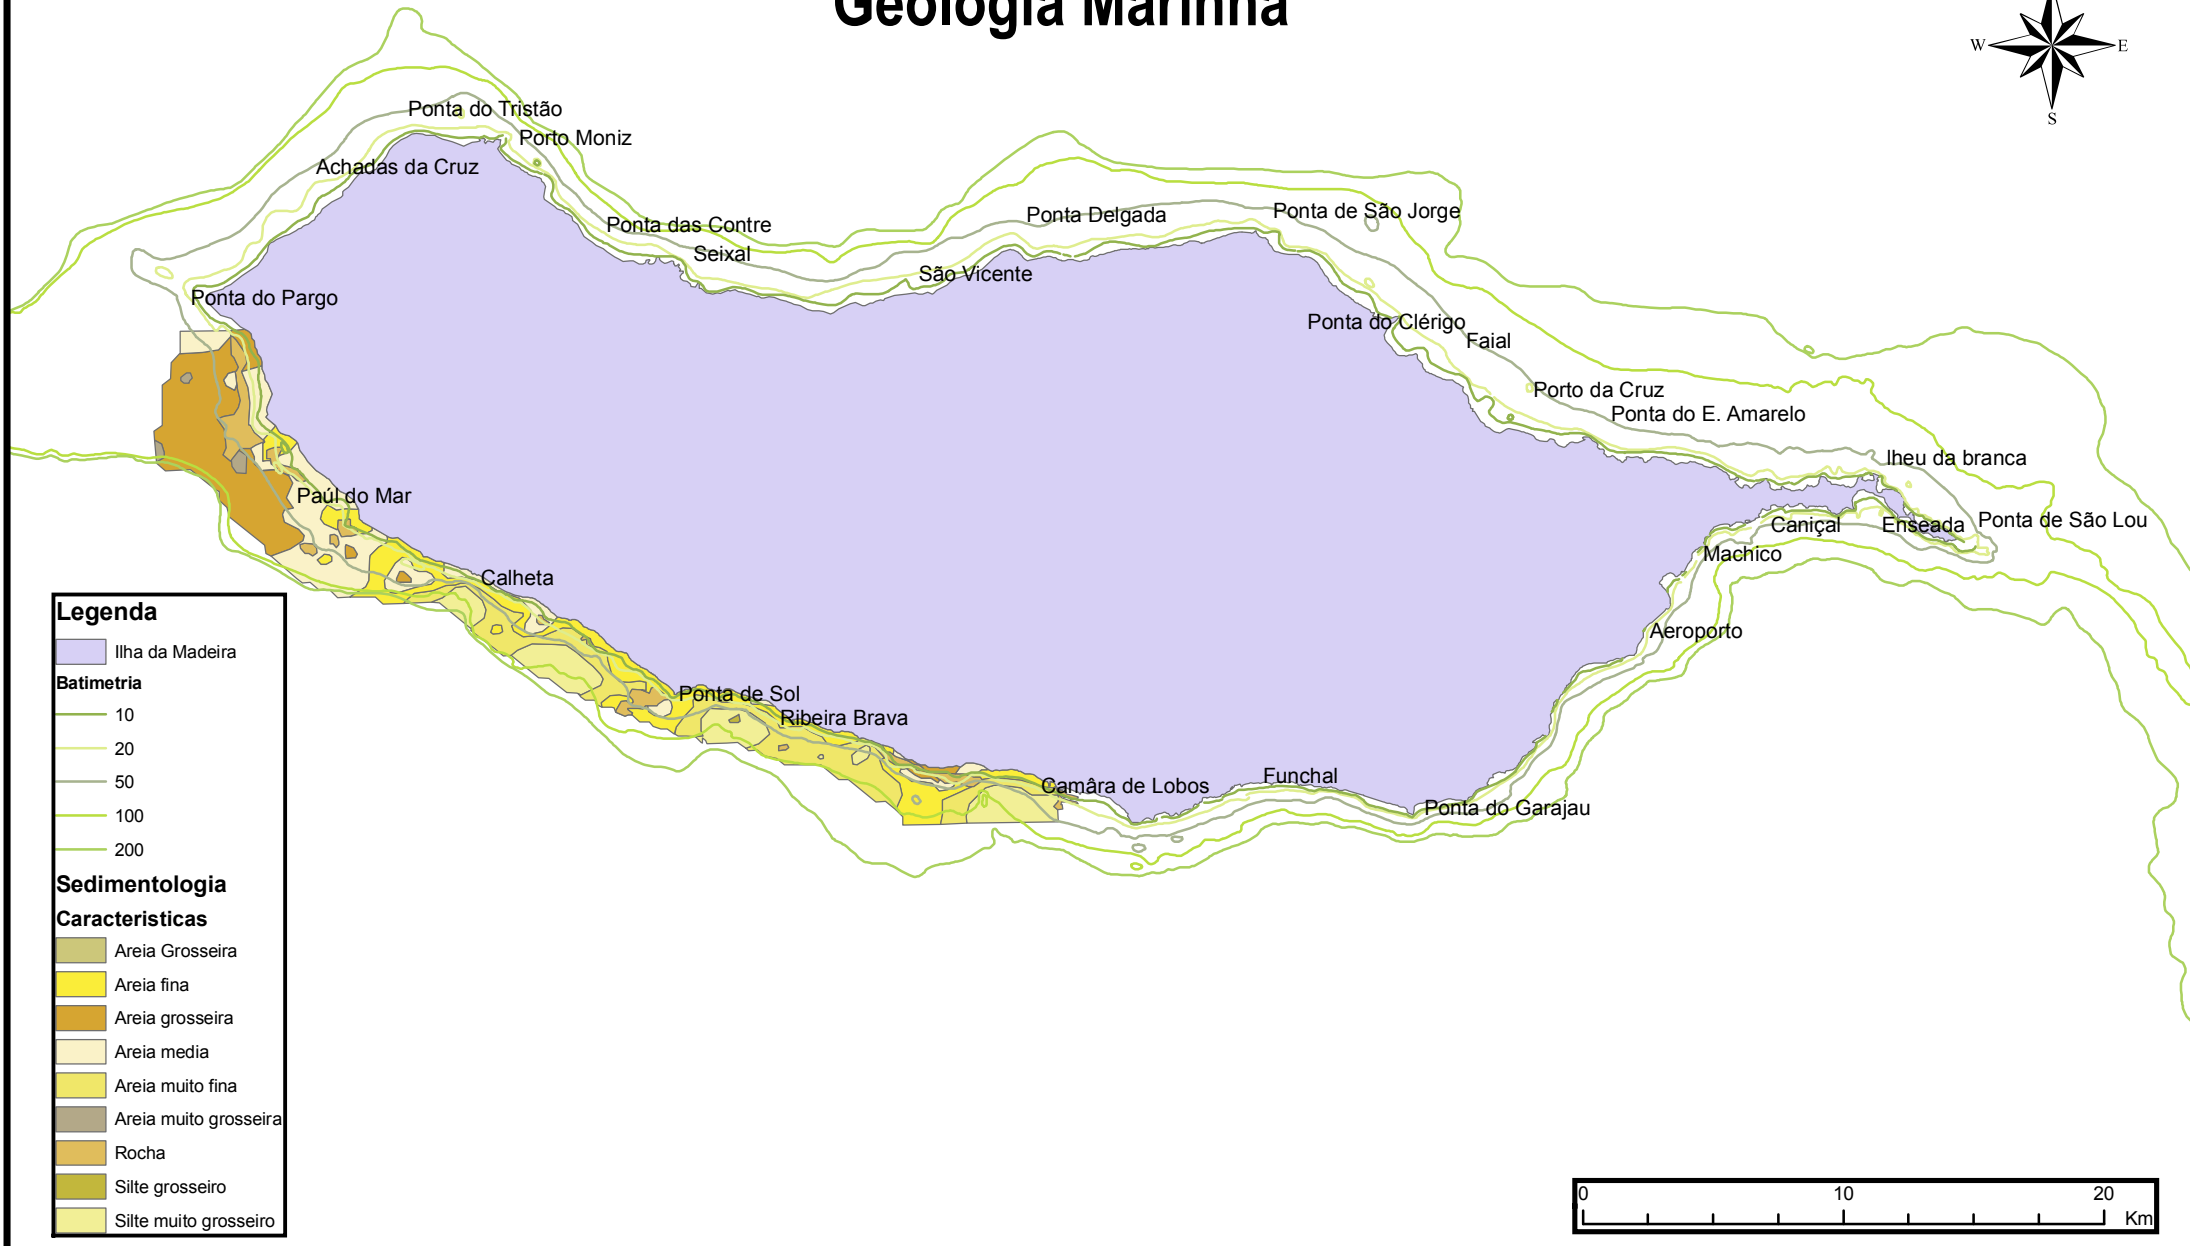 Geologia Marinha
W E
S
Ponta do Tristão
Porto Moniz
Achadas da Cruz
Ponta das Contre
Seixal
Ponta Delgada
Ponta de São Jorge
São Vicente
Ponta do Pargo
Ponta do Clérigo
Faial
Porto da Cruz
Ponta do E. Amarelo
Ilheu da branca
Paúl do Mar
Caniçal
Enseada
Ponta de São Lou
Machico
Calheta
Aeroporto
Ponta de Sol
Ribeira Brava
Camâra de Lobos
Funchal
Ponta do Garajau
Legenda
Ilha da Madeira
Batimetria
10
20
50
100
200
Sedimentologia
Caracteristicas
Areia Grosseira
Areia fina
Areia grosseira
Areia media
Areia muito fina
Areia muito grosseira
Rocha
Silte grosseiro
Silte muito grosseiro
0 10 20
Km